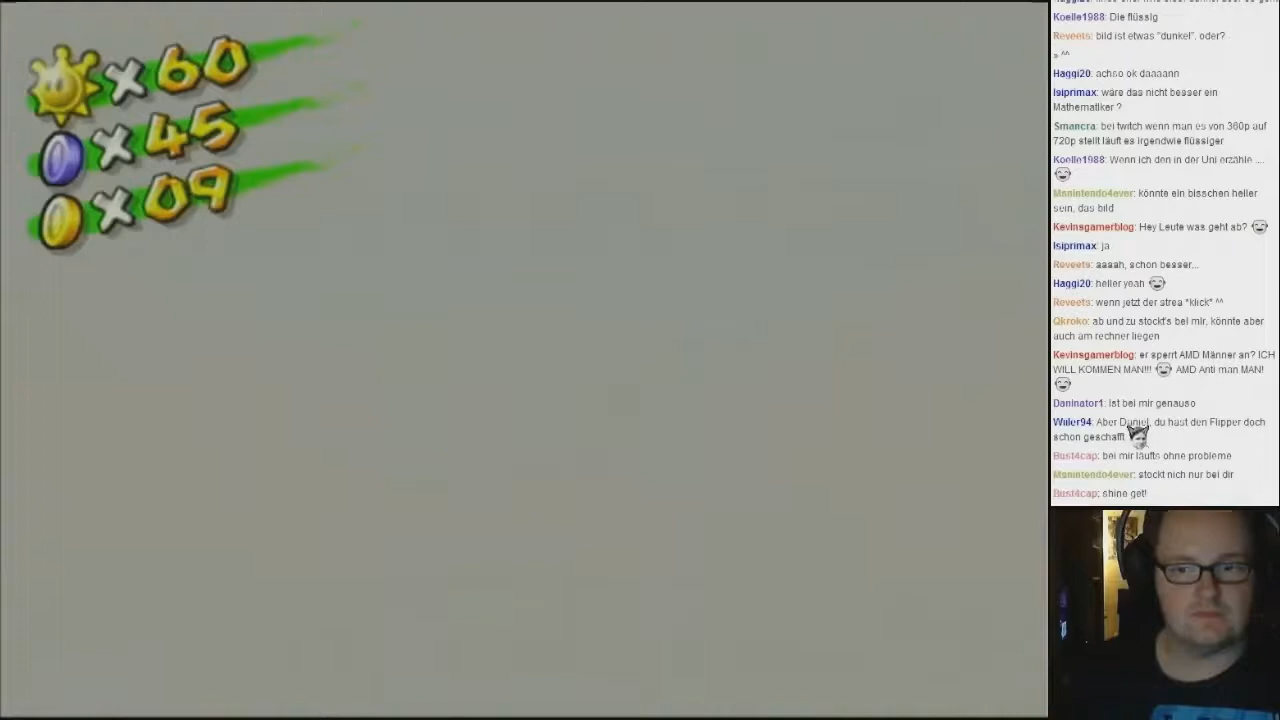 ×60
×45
×09
Koelle1988: Die flüssig
Reveets: bild ist etwas "dunkel", oder?
» ^^
Haggi20: achso ok daaaann
Isiprimax: wäre das nicht besser ein
Mathematiker ?
Smancra: bei twitch wenn man es von 360p auf
720p stellt läuft es irgendwie flüssiger
Koelle1988: Wenn ich den in der Uni erzähle ....
Msnintendo4ever: könnte ein bisschen heller
sein, das bild
Kevinsgamerblog: Hey Leute was geht ab?
Isiprimax: ja
Reveets: aaaah, schon besser...
Haggi20: heller yeah
Reveets: wenn jetzt der strea *klick* ^^
Qkroko: ab und zu stockt's bei mir, könnte aber
auch am rechner liegen
Kevinsgamerblog: er sperrt AMD Männer an? ICH
WILL KOMMEN MAN!!! AMD Anti man MAN!
Daninator1: Ist bei mir genauso
Wiiler94: Aber Daniel, du hast den Flipper doch
schon geschafft
Bust4cap: bei mir läufts ohne probleme
Msnintendo4ever: stockt nich nur bei dir
Bust4cap: shine get!